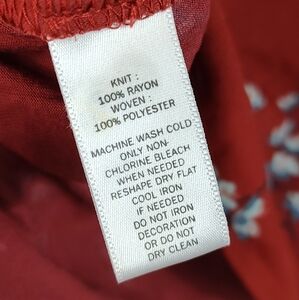 KNIT :
100% RAYON
WOVEN :
100% POLYESTER
MACHINE WASH COLD
ONLY NON-
CHLORINE BLEACH
WHEN NEEDED
RESHAPE DRY FLAT
COOL IRON
IF NEEDED
DO NOT IRON
DECORATION
OR DO NOT
DRY CLEAN